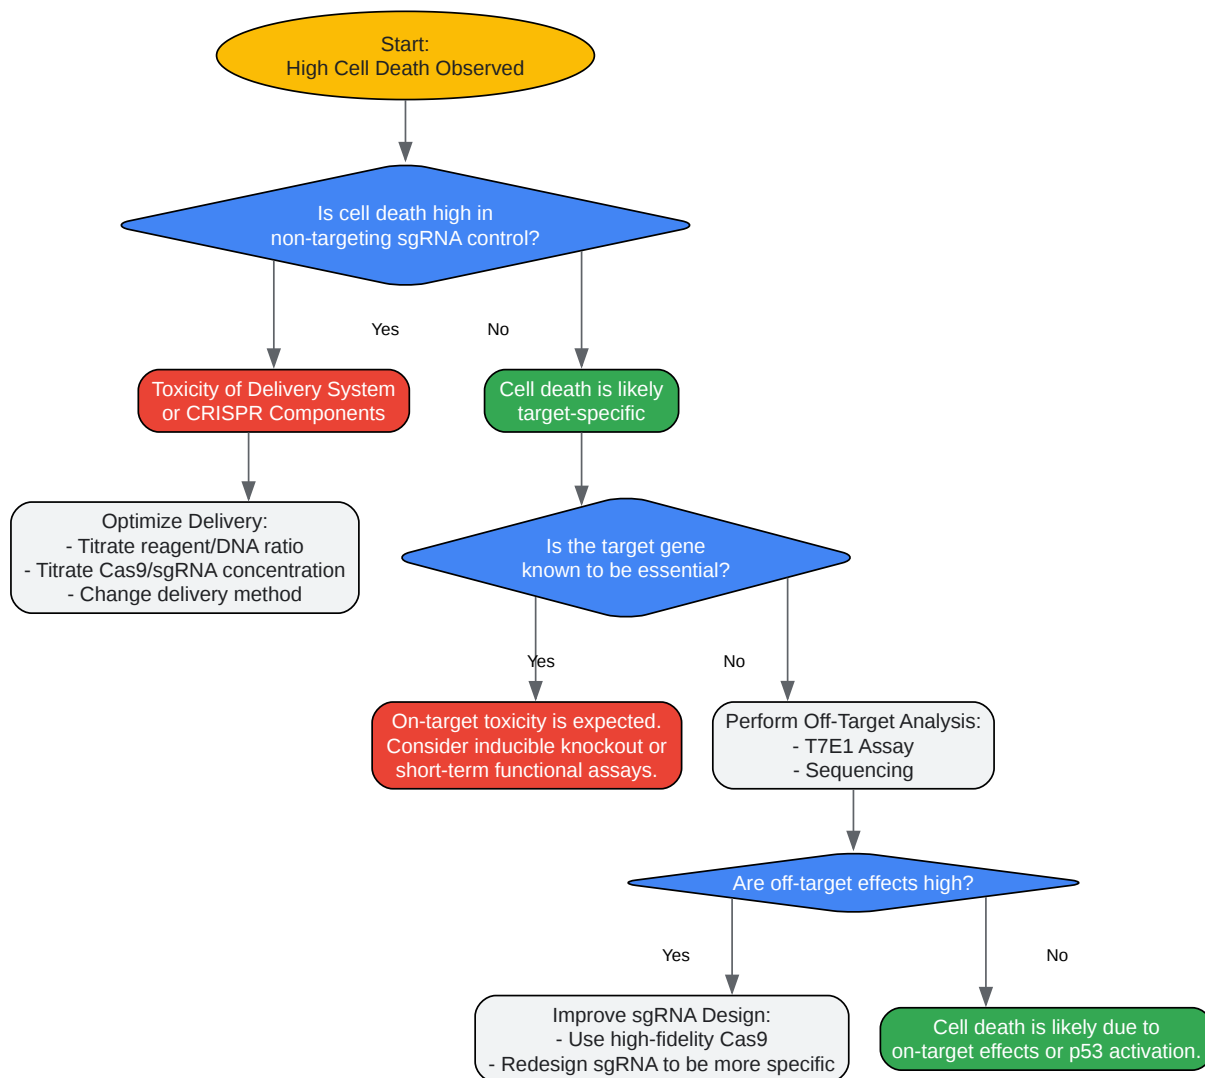 Start:
High Cell Death Observed
Is cell death high in
non-targeting sgRNA control?
Yes
No
Toxicity of Delivery System
or CRISPR Components
Cell death is likely
target-specific
Optimize Delivery:
- Titrate reagent/DNA ratio
- Titrate Cas9/sgRNA concentration
- Change delivery method
Is the target gene
known to be essential?
Yes
No
On-target toxicity is expected.
Consider inducible knockout or
short-term functional assays.
Perform Off-Target Analysis:
- T7E1 Assay
- Sequencing
Are off-target effects high?
Yes
No
Improve sgRNA Design:
- Use high-fidelity Cas9
- Redesign sgRNA to be more specific
Cell death is likely due to
on-target effects or p53 activation.